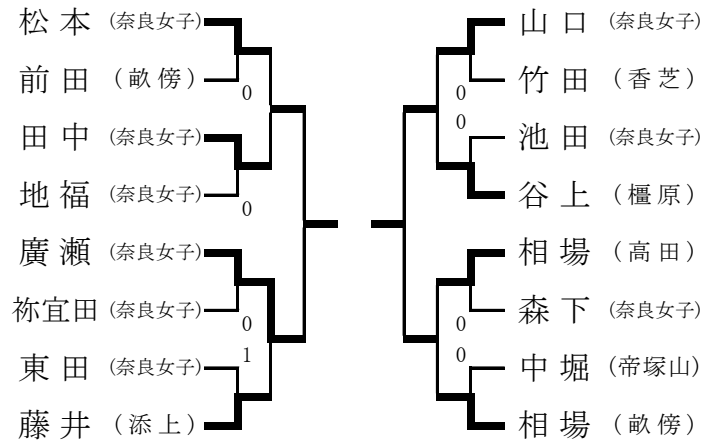 松本 (奈良女子)
前田 (畝傍)
0
田中 (奈良女子)
地福 (奈良女子)
0
廣瀬 (奈良女子)
祢宜田 (奈良女子)
0
東田 (奈良女子)
1
藤井 (添上)
山口 (奈良女子)
0
竹田 (香芝)
0
池田 (奈良女子)
谷上 (橿原)
相場 (高田)
0
森下 (奈良女子)
0
中堀 (帝塚山)
相場 (畝傍)